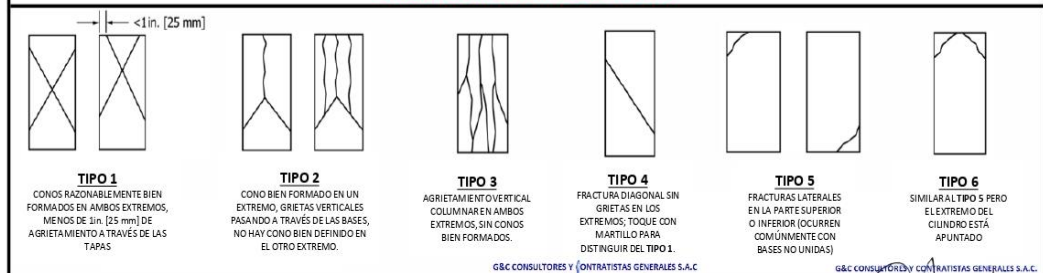 <1in. [25 mm]
TIPO 1
CONOS RAZONABLEMENTE BIEN
FORMADOS EN AMBOS EXTREMOS,
MENOS DE 1in. [25 mm] DE
AGRIETAMIENTO A TRAVÉS DE LAS
TAPAS
TIPO 2
CONO BIEN FORMADO EN UN
EXTREMO, GRIETAS VERTICALES
PASANDO A TRAVÉS DE LAS BASES,
NO HAY CONO BIEN DEFINIDO EN
EL OTRO EXTREMO.
TIPO 3
AGRIETAMIENTO VERTICAL
COLUMNAR EN AMBOS
EXTREMOS, SIN CONOS
BIEN FORMADOS.
TIPO 4
FRACTURA DIAGONAL SIN
GRIETAS EN LOS
EXTREMOS; TOQUE CON
MARTILLO PARA
DISTINGUIR DEL TIPO 1.
TIPO 5
FRACTURAS LATERALES
EN LA PARTE SUPERIOR
O INFERIOR (OCURREN
COMÚNMENTE CON
BASES NO UNIDAS)
TIPO 6
SIMILAR AL TIPO 5 PERO
EL EXTREMO DEL
CILINDRO ESTÁ
APUNTADO
G&C CONSULTORES Y CONTRATISTAS GENERALES S.A.C
G&C CONSULTORES Y CONTRATISTAS GENERALES S.A.C.